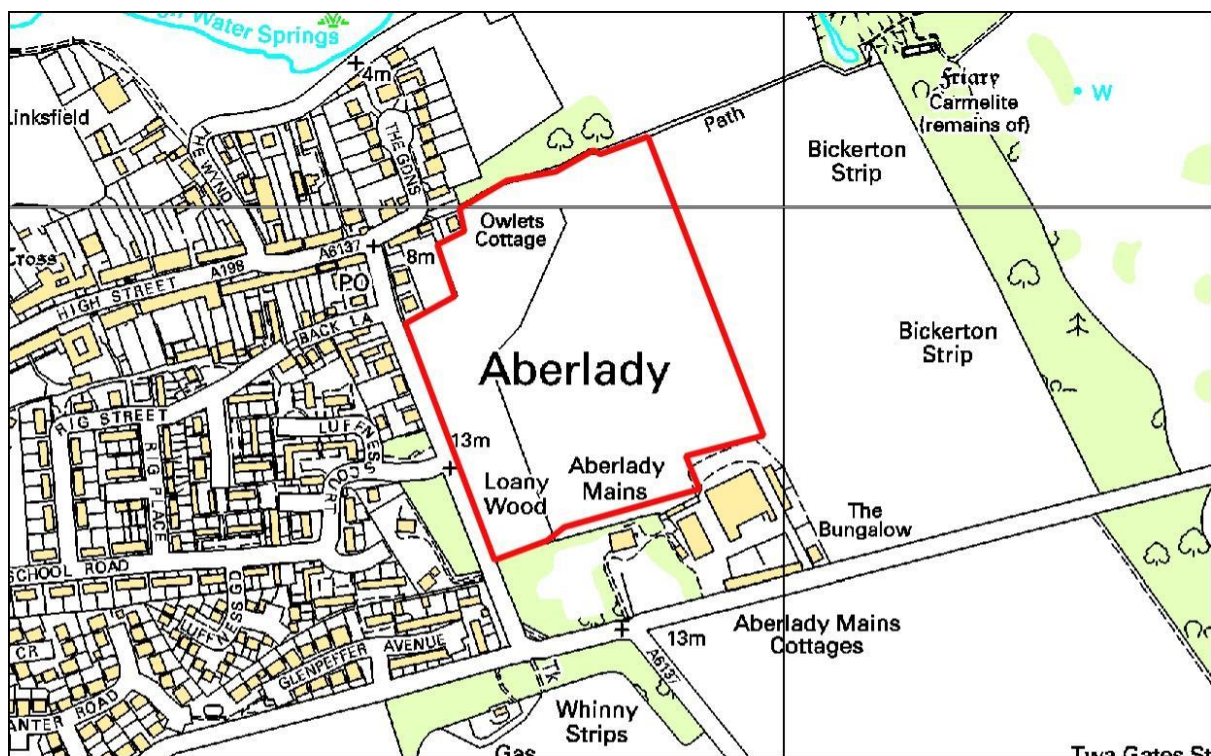 Water Springs
4m
Linksfield
THE WYND
THE GDNS
Path
Friary
Carmelite
(remains of)
W
Bickerton
Strip
Owlets
Cottage
Cross
HIGH STREET
A198
A6137
8m
PO
BACK LA
Bickerton
Strip
Aberlady
RIG STREET
RIG PLACE
LUFFNESS
COURT
13m
Loany
Wood
Aberlady
Mains
The
Bungalow
SCHOOL ROAD
LUFFNESS
CR
GLENPEFFER AVENUE
13m
Aberlady Mains
Cottages
A6137
TK
Whinny
Strips
Gas
Twa Gates St